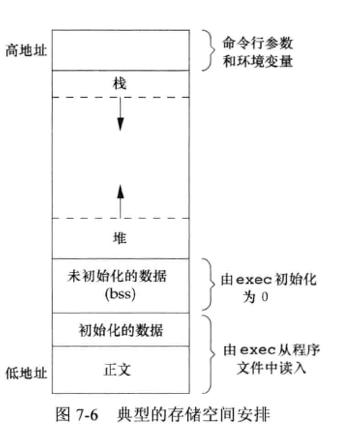 高地址
命令行参数
和环境变量
栈
堆
未初始化的数据
(bss)
由exec初始化
为 0
初始化的数据
由exec从程序
文件中读入
低地址
正文
图 7-6 典型的存储空间安排